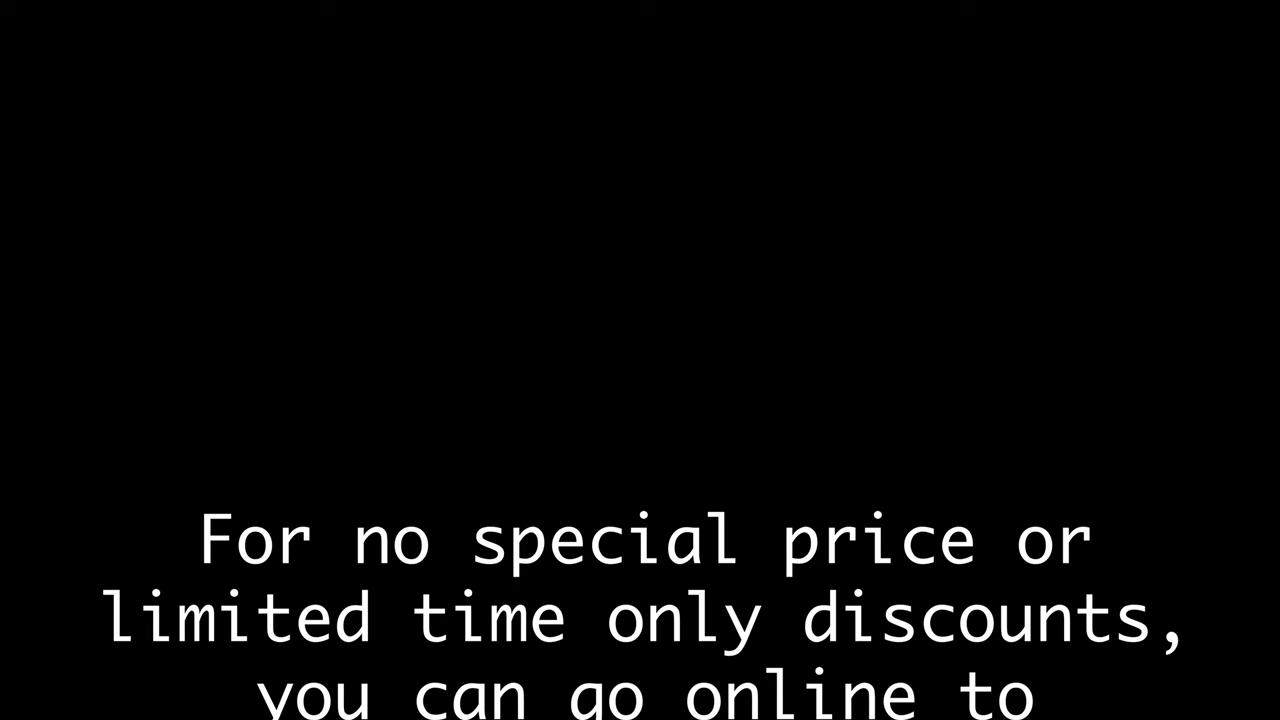 For no special price or
limited time only discounts,
you can go online to